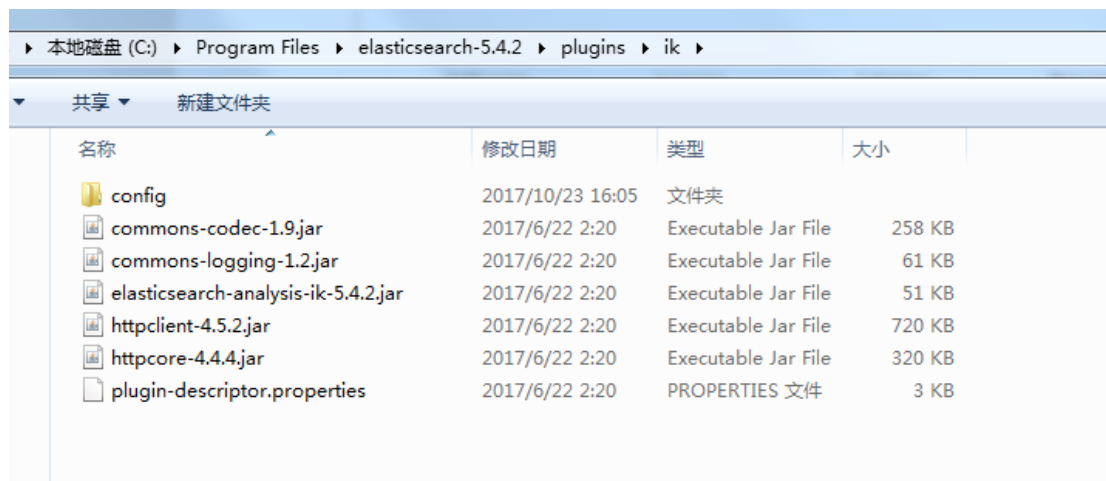 本地磁盘 (C:) ▸ Program Files ▸ elasticsearch-5.4.2 ▸ plugins ▸ ik ▸
共享 新建文件夹
名称 修改日期 类型 大小
config 2017/10/23 16:05 文件夹
commons-codec-1.9.jar 2017/6/22 2:20 Executable Jar File 258 KB
commons-logging-1.2.jar 2017/6/22 2:20 Executable Jar File 61 KB
elasticsearch-analysis-ik-5.4.2.jar 2017/6/22 2:20 Executable Jar File 51 KB
httpclient-4.5.2.jar 2017/6/22 2:20 Executable Jar File 720 KB
httpcore-4.4.4.jar 2017/6/22 2:20 Executable Jar File 320 KB
plugin-descriptor.properties 2017/6/22 2:20 PROPERTIES 文件 3 KB